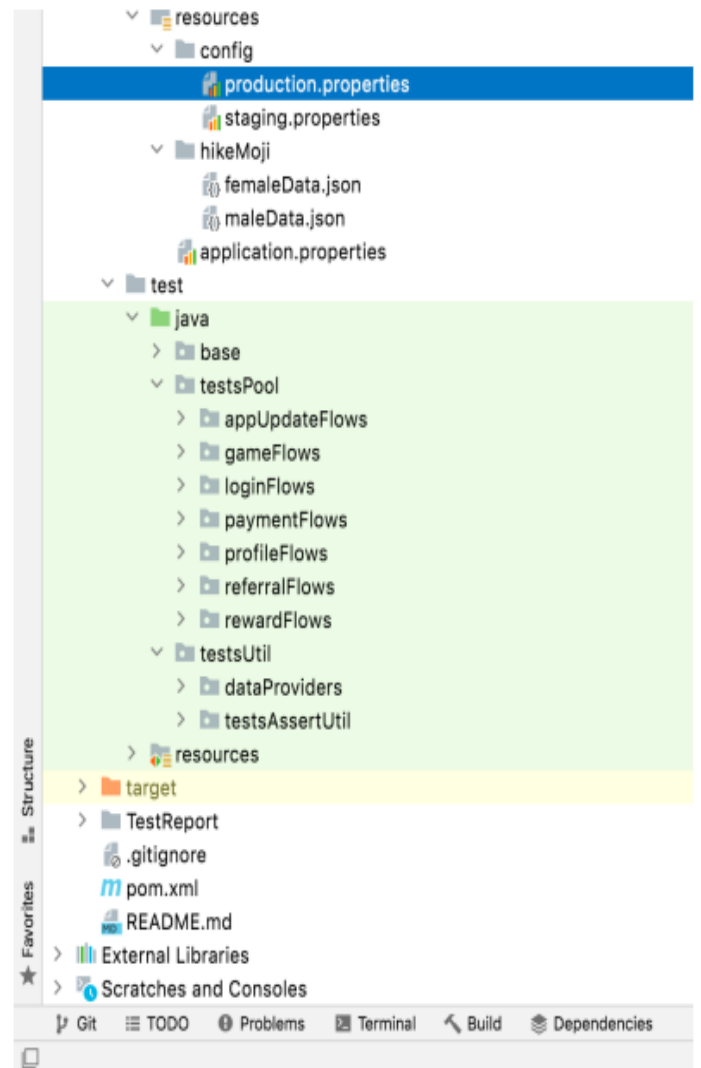 resources
config
production.properties
staging.properties
hikeMoji
femaleData.json
maleData.json
application.properties
test
java
base
testsPool
appUpdateFlows
gameFlows
loginFlows
paymentFlows
profileFlows
referralFlows
rewardFlows
testsUtil
dataProviders
testsAssertUtil
resources
target
TestReport
.gitignore
m pom.xml
MD README.md
External Libraries
Scratches and Consoles
Structure
Favorites
Git TODO Problems Terminal Build Dependencies